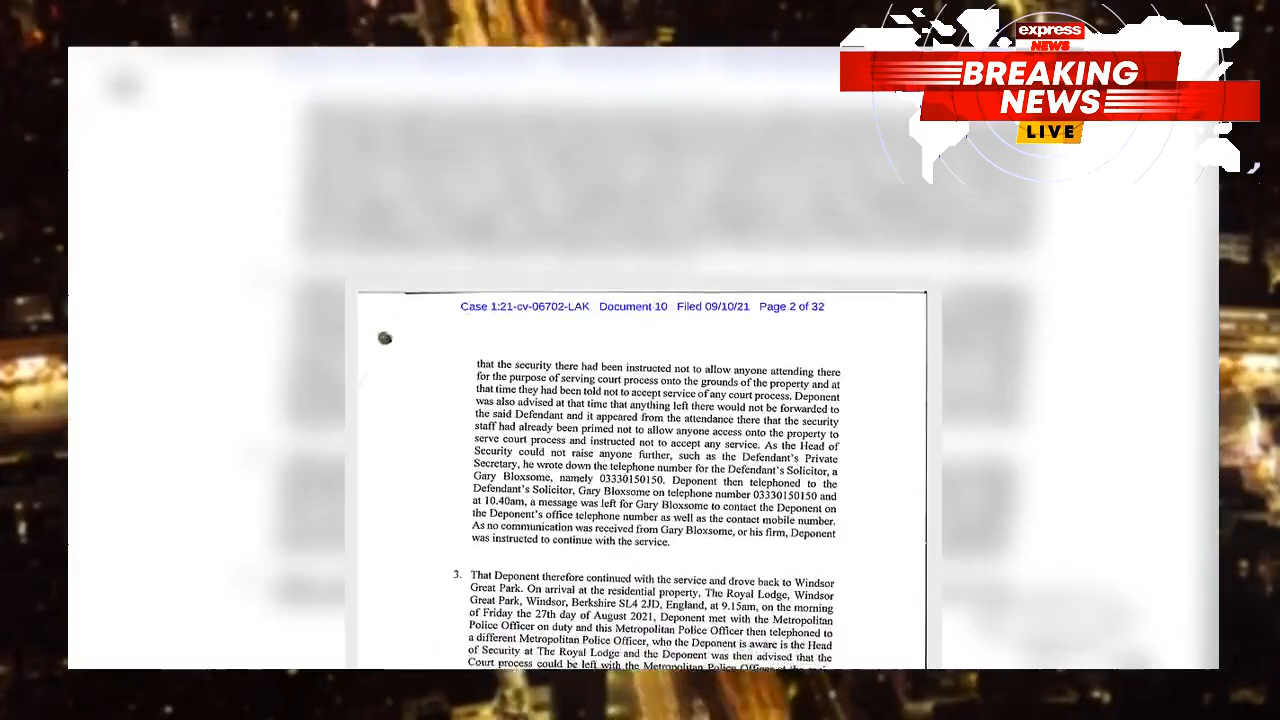 express
NEWS
BREAKING
NEWS
LIVE
Case 1:21-cv-06702-LAK Document 10 Filed 09/10/21 Page 2 of 32
that the security there had been instructed not to allow anyone attending there
for the purpose of serving court process onto the grounds of the property and at
that time they had been told not to accept service of any court process. Deponent
was also advised at that time that anything left there would not be forwarded to
the said Defendant and it appeared from the attendance there that the security
staff had already been primed not to allow anyone access onto the property to
serve court process and instructed not to accept any service. As the Head of
Security could not raise anyone further, such as the Defendant's Private
Secretary, he wrote down the telephone number for the Defendant's Solicitor, a
Gary Bloxsome, namely 03330150150. Deponent then telephoned to the
Defendant's Solicitor, Gary Bloxsome on telephone number 03330150150 and
at 10.40am, a message was left for Gary Bloxsome to contact the Deponent on
the Deponent's office telephone number as well as the contact mobile number.
As no communication was received from Gary Bloxsome, or his firm, Deponent
was instructed to continue with the service.
3. That Deponent therefore continued with the service and drove back to Windsor
Great Park. On arrival at the residential property, The Royal Lodge, Windsor
Great Park, Windsor, Berkshire SL4 2JD, England, at 9.15am, on the morning
of Friday the 27th day of August 2021, Deponent met with the Metropolitan
Police Officer on duty and this Metropolitan Police Officer then telephoned to
a different Metropolitan Police Officer, who the Deponent is aware is the Head
of Security at The Royal Lodge and the Deponent was then advised that the
Court process could be left with the Metropolitan Police Officer at the